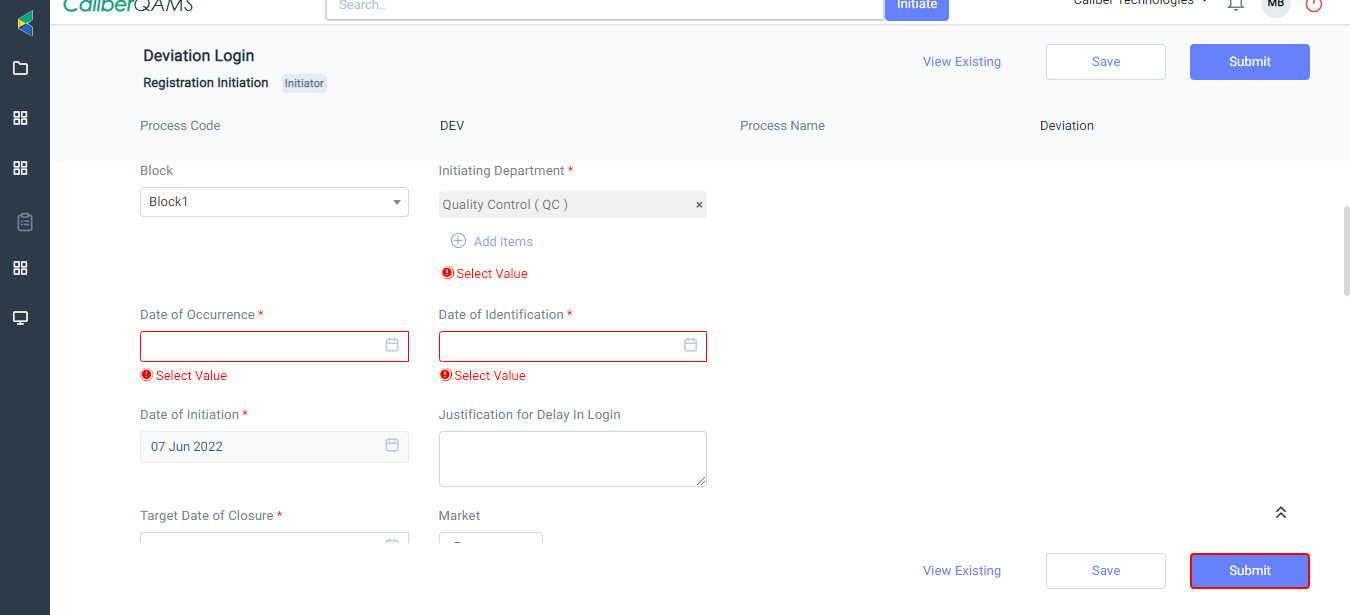 CaliberQAMS
Search..
Initiate
Caliber Technologies
MB
Deviation Login
View Existing
Save
Submit
Registration Initiation Initiator
Process Code DEV Process Name Deviation
Block Initiating Department *
Block1
Quality Control ( QC ) ×
Add Items
Select Value
Date of Occurrence * Date of Identification *
Select Value Select Value
Date of Initiation * Justification for Delay In Login
07 Jun 2022
Target Date of Closure * Market
View Existing Save Submit